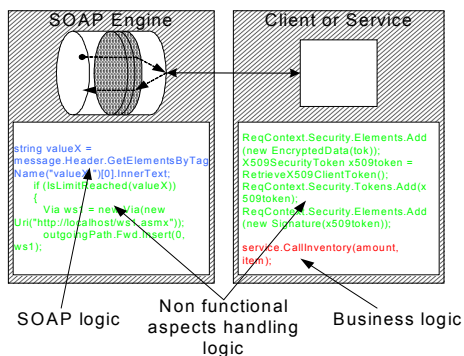 SOAP Engine
Client or Service
string valueX =
message.Header.GetElementsByTag
Name("valueX")[0].InnerText;
if (IsLimitReached(valueX))
{
Via ws1 = new Via(new
Uri("http://localhost/ws1.asmx"));
outgoingPath.Fwd.Insert(0,
ws1);
ReqContext.Security.Elements.Add
(new EncryptedData(tok));
X509SecurityToken x509token =
RetrieveX509ClientToken();
ReqContext.Security.Tokens.Add(x
509token);
ReqContext.Security.Elements.Add
(new Signature(x509token));
service.CallInventory(amount,
item);
SOAP logic
Non functional
aspects handling
logic
Business logic